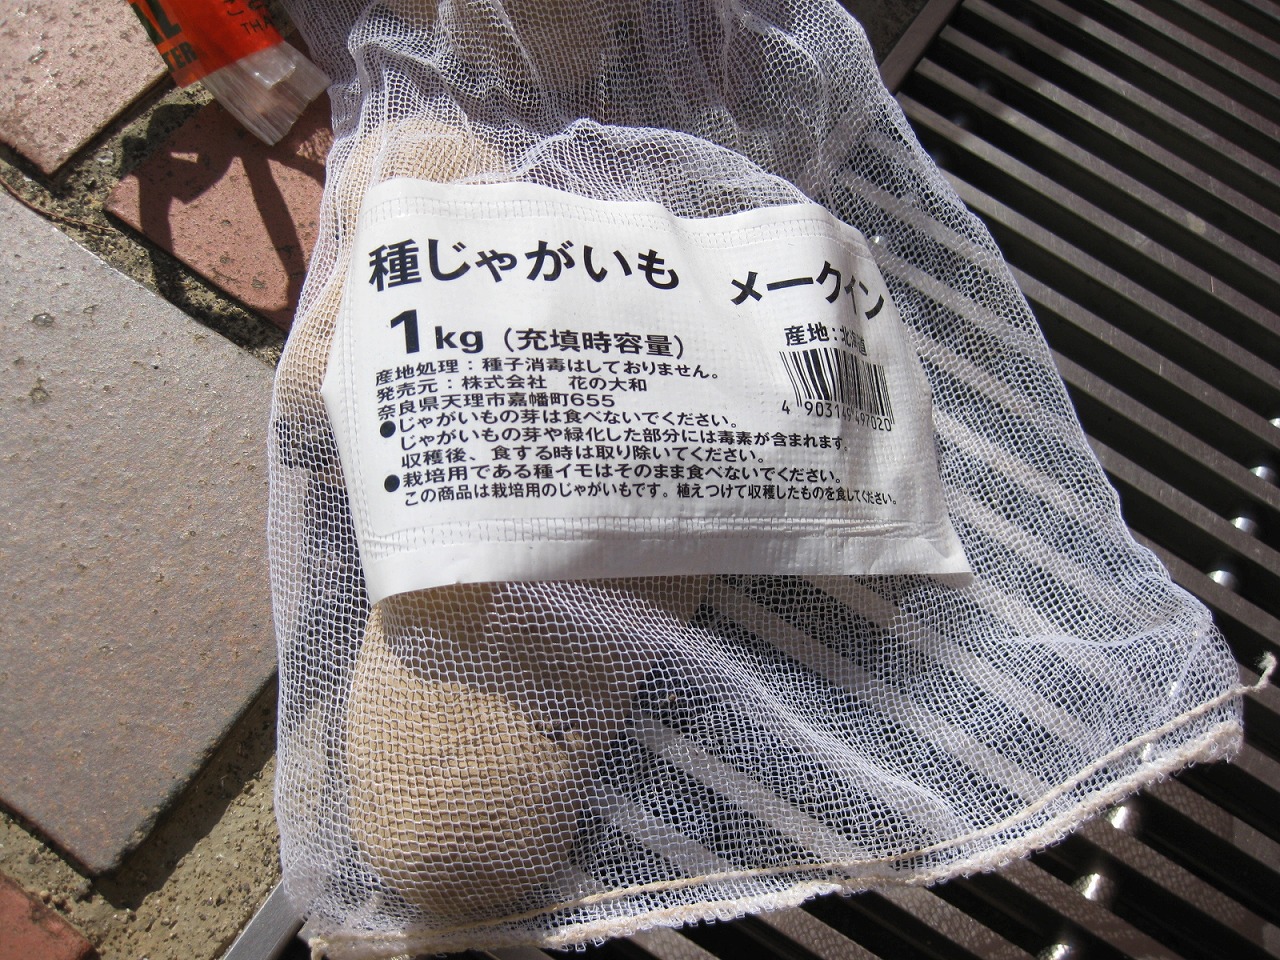 種じゃがいも メークイン
1kg（充填時容量）
産地:北海道
産地処理：種子消毒はしておりません。
発売元：株式会社 花の大和
奈良県天理市嘉幡町655
●じゃがいもの芽は食べないでください。
じゃがいもの芽や緑化した部分には毒素が含まれます。
収穫後、食する時は取り除いてください。
●栽培用である種イモはそのまま食べないでください。
この商品は栽培用のじゃがいもです。植えつけて収穫したものを食してください。
4 903149 497020